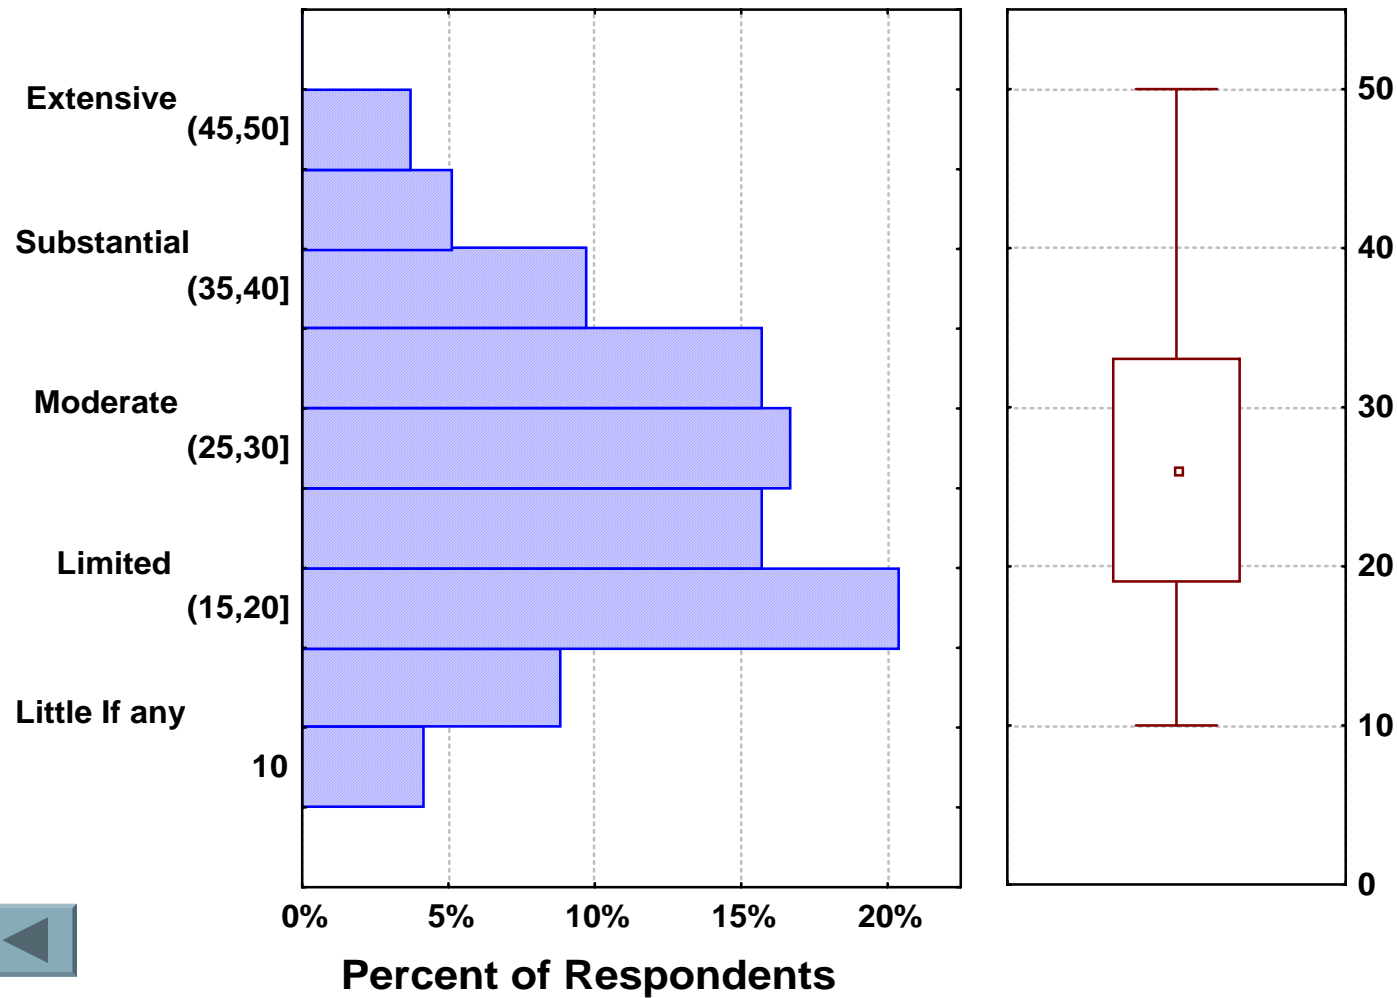 Extensive
(45,50]
Substantial
(35,40]
Moderate
(25,30]
Limited
(15,20]
Little If any
10
0% 5% 10% 15% 20%
Percent of Respondents
50
40
30
20
10
0